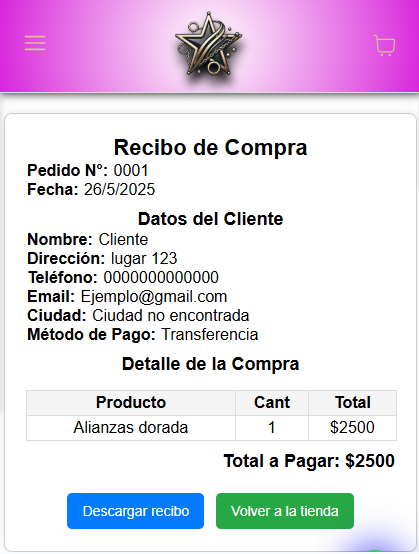 Recibo de Compra
Pedido N°: 0001
Fecha: 26/5/2025
Datos del Cliente
Nombre: Cliente
Dirección: lugar 123
Teléfono: 0000000000000
Email: Ejemplo@gmail.com
Ciudad: Ciudad no encontrada
Método de Pago: Transferencia
Detalle de la Compra
Producto Cant Total
Alianzas dorada 1 $2500
Total a Pagar: $2500
Descargar recibo Volver a la tienda